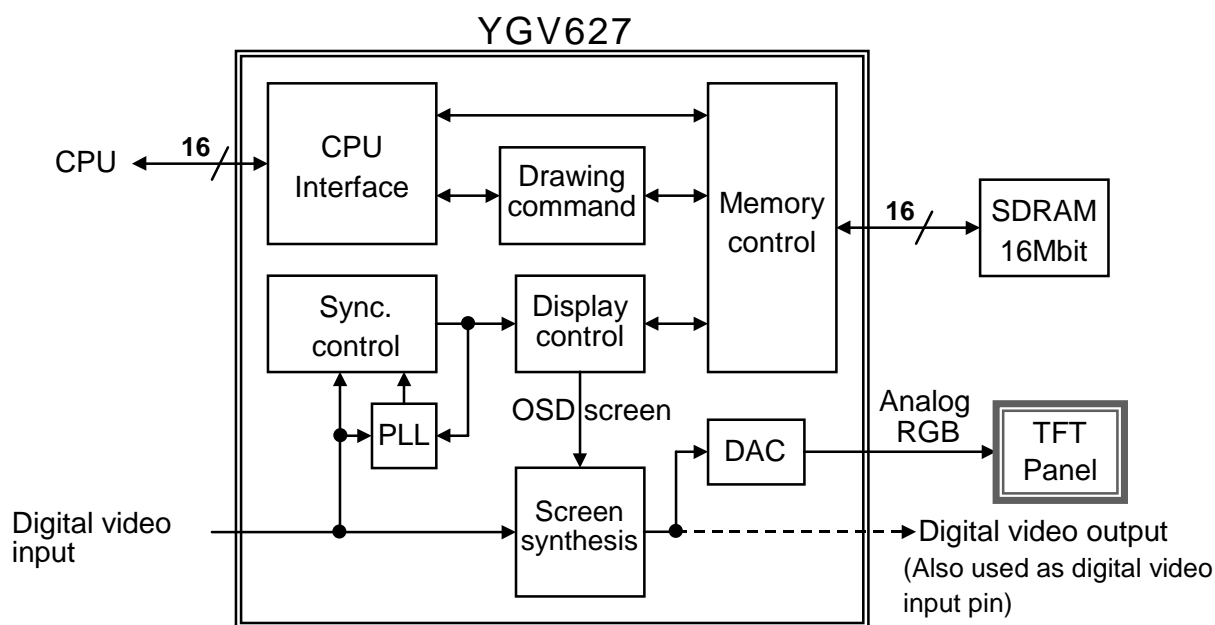 YGV627
CPU
16
CPU
Interface
Drawing
command
Memory
control
16
SDRAM
16Mbit
Sync.
control
Display
control
PLL
OSD screen
DAC
Analog
RGB
TFT
Panel
Digital video
input
Screen
synthesis
Digital video output
(Also used as digital video
input pin)